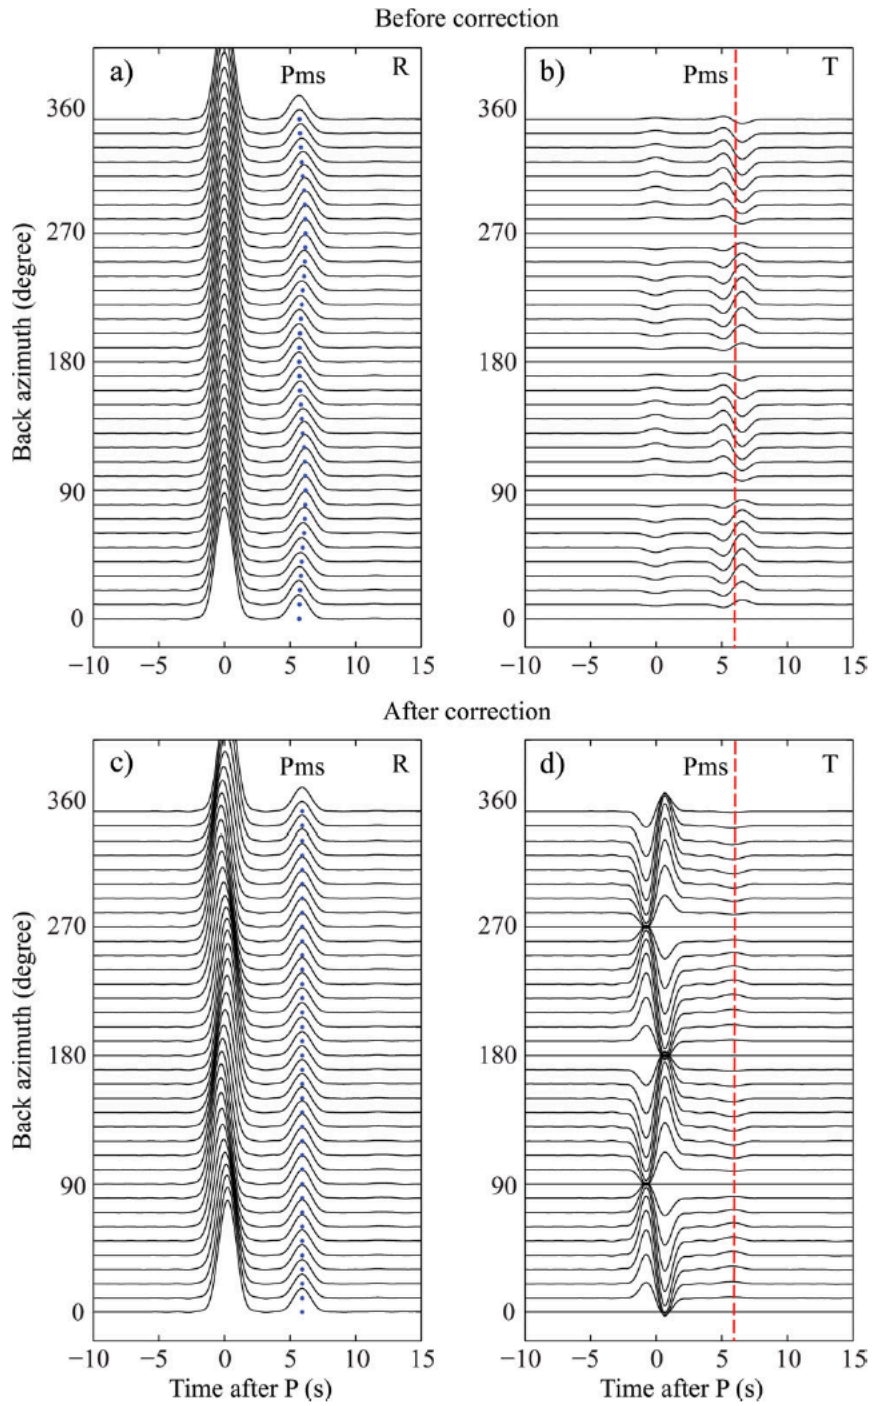 Before correction
a) Pms R
b) Pms T
360
270
180
90
0
Back azimuth (degree)
−10 −5 0 5 10 15
−10 −5 0 5 10 15
After correction
c) Pms R
d) Pms T
360
270
180
90
0
360
270
180
90
0
360
270
180
90
0
Back azimuth (degree)
−10 −5 0 5 10 15
Time after P (s)
−10 −5 0 5 10 15
Time after P (s)